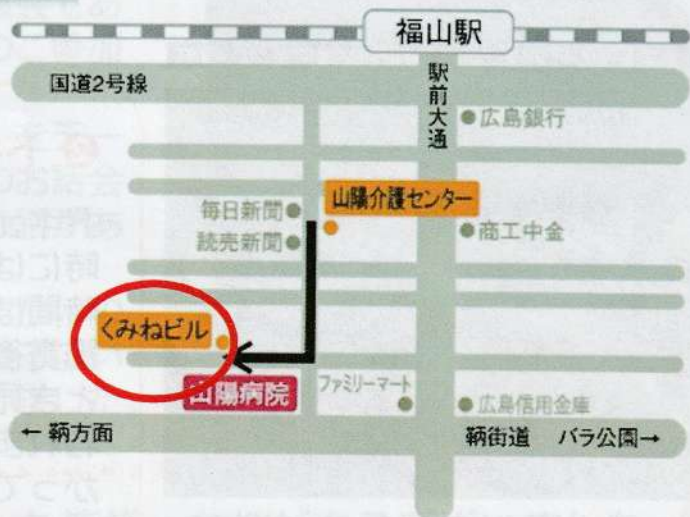 福山駅
国道2号線
駅前大通
広島銀行
山陽介護センター
毎日新聞
読売新聞
商工中金
くみねビル
山陽病院
ファミリーマート
広島信用金庫
← 鞆方面
鞆街道 バラ公園→